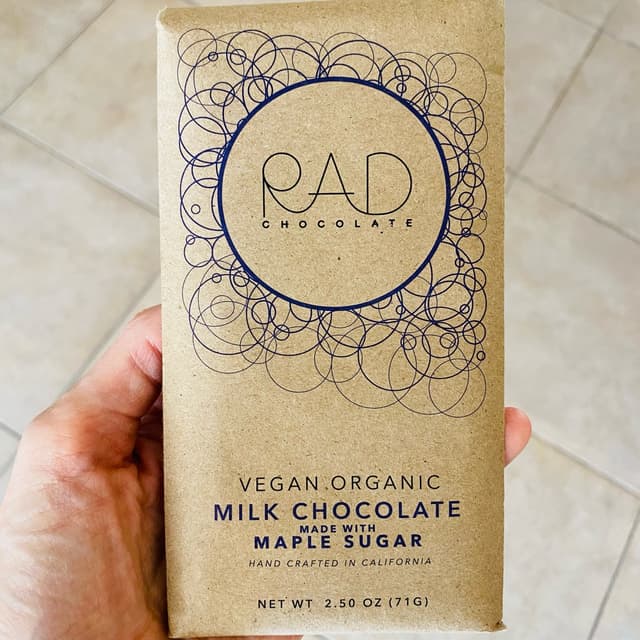 RAD
CHOCOLATE
VEGAN ORGANIC
MILK CHOCOLATE
MADE WITH
MAPLE SUGAR
HAND CRAFTED IN CALIFORNIA
NET WT 2.50 OZ (71G)